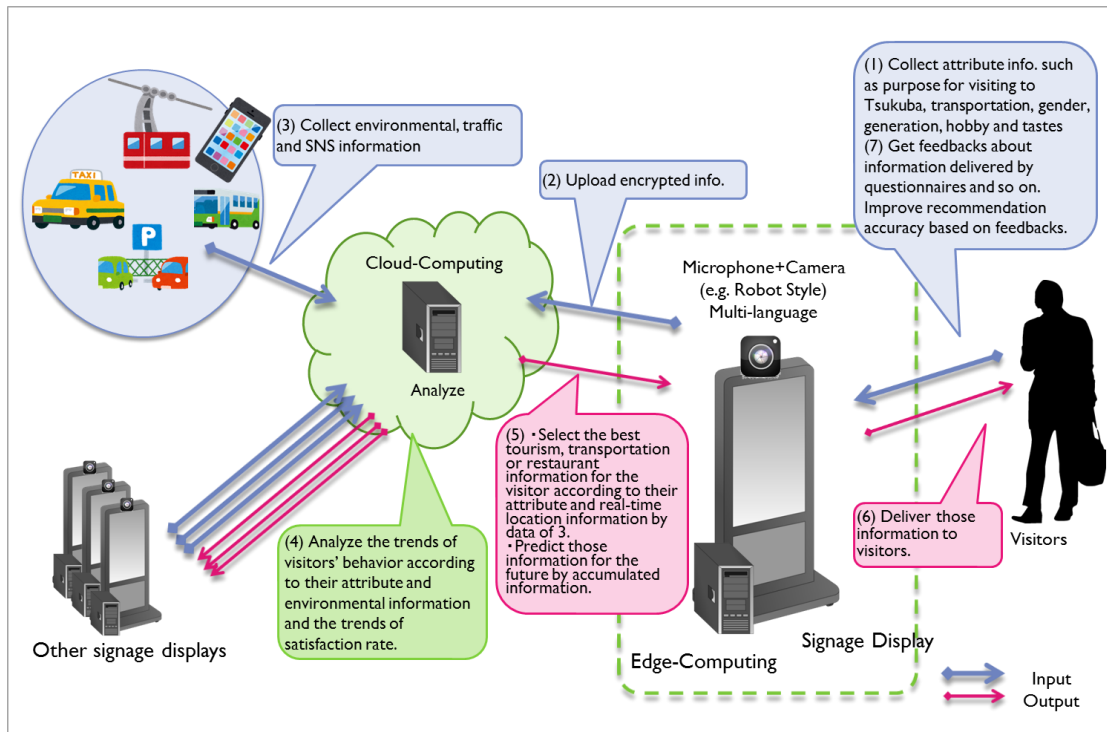 (1) Collect attribute info. such
as purpose for visiting to
Tsukuba, transportation, gender,
generation, hobby and tastes
(7) Get feedbacks about
information delivered by
questionnaires and so on.
Improve recommendation
accuracy based on feedbacks.
(3) Collect environmental, traffic
and SNS information
(2) Upload encrypted info.
TAXI
P
Cloud-Computing
Analyze
Microphone+Camera
(e.g. Robot Style)
Multi-language
(5) ・Select the best
tourism, transportation
or restaurant
information for the
visitor according to their
attribute and real-time
location information by
data of 3.
・Predict those
information for the
future by accumulated
information.
(6) Deliver those
information to
visitors.
Visitors
(4) Analyze the trends of
visitors' behavior according
to their attribute and
environmental information
and the trends of
satisfaction rate.
Other signage displays
Edge-Computing
Signage Display
Input
Output